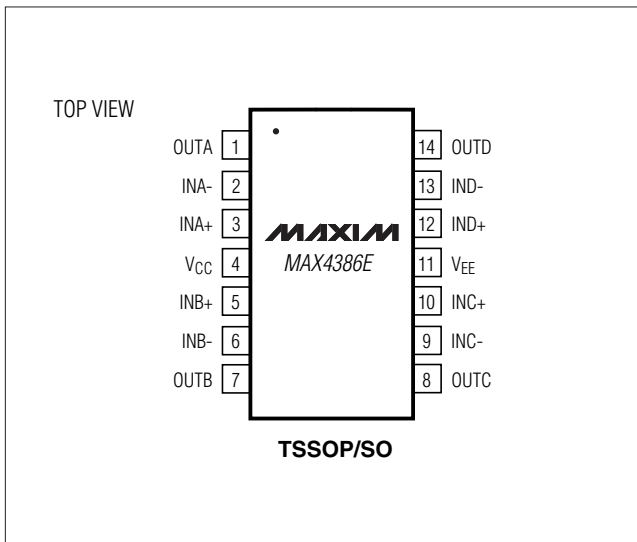 TOP VIEW
OUTA 1 14 OUTD
INA- 2 13 IND-
INA+ 3 12 IND+
MAXIM
VCC 4 MAX4386E 11 VEE
INB+ 5 10 INC+
INB- 6 9 INC-
OUTB 7 8 OUTC
TSSOP/SO